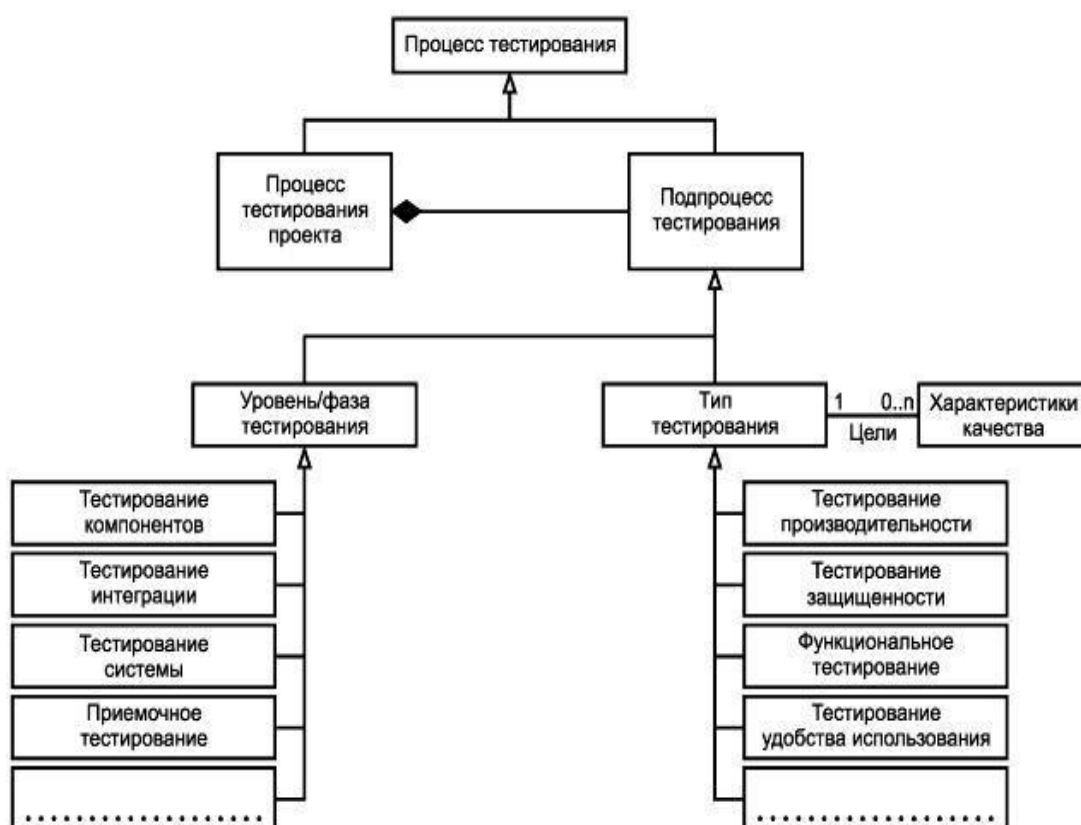 Процесс тестирования
Процесс
тестирования
проекта
Подпроцесс
тестирования
Уровень/фаза
тестирования
Тип
тестирования
1 0..n
Цели
Характеристики
качества
Тестирование
компонентов
Тестирование
интеграции
Тестирование
системы
Приемочное
тестирование
. . . . . . . . . . . . . . . . . . .
Тестирование
производительности
Тестирование
защищенности
Функциональное
тестирование
Тестирование
удобства использования
. . . . . . . . . . . . . . . . . . .